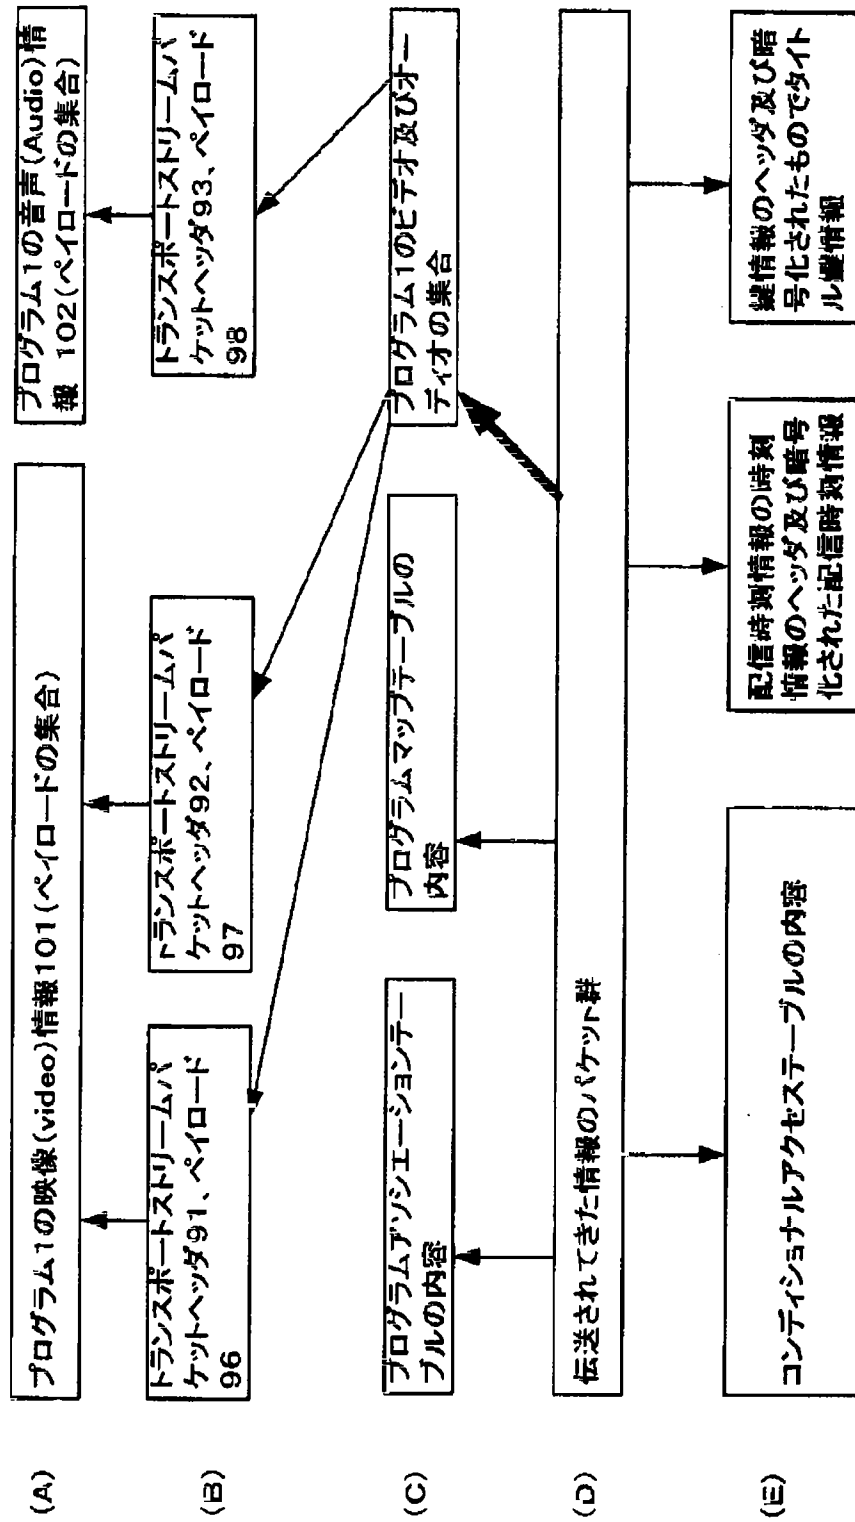 (A)
プログラム1の映像(video)情報101(ペイロードの集合)
プログラム1の音声(Audio)情
報 102(ペイロードの集合)
(B)
トランスポートストリームパ
ケットヘッダ91、ペイロード
96
トランスポートストリームパ
ケットヘッダ92、ペイロード
97
トランスポートストリームパ
ケットヘッダ93、ペイロード
98
(C)
プログラムアソシエーションテー
ブルの内容
プログラムマップテーブルの
内容
プログラム1のビデオ及びオー
ディオの集合
(D)
伝送されてきた情報のパケット群
(E)
コンディショナルアクセステーブルの内容
配信時刻情報の時刻
情報のヘッダ及び暗号
化された配信時刻情報
鍵情報のヘッダ及び暗
号化されたものでタイト
ル鍵情報